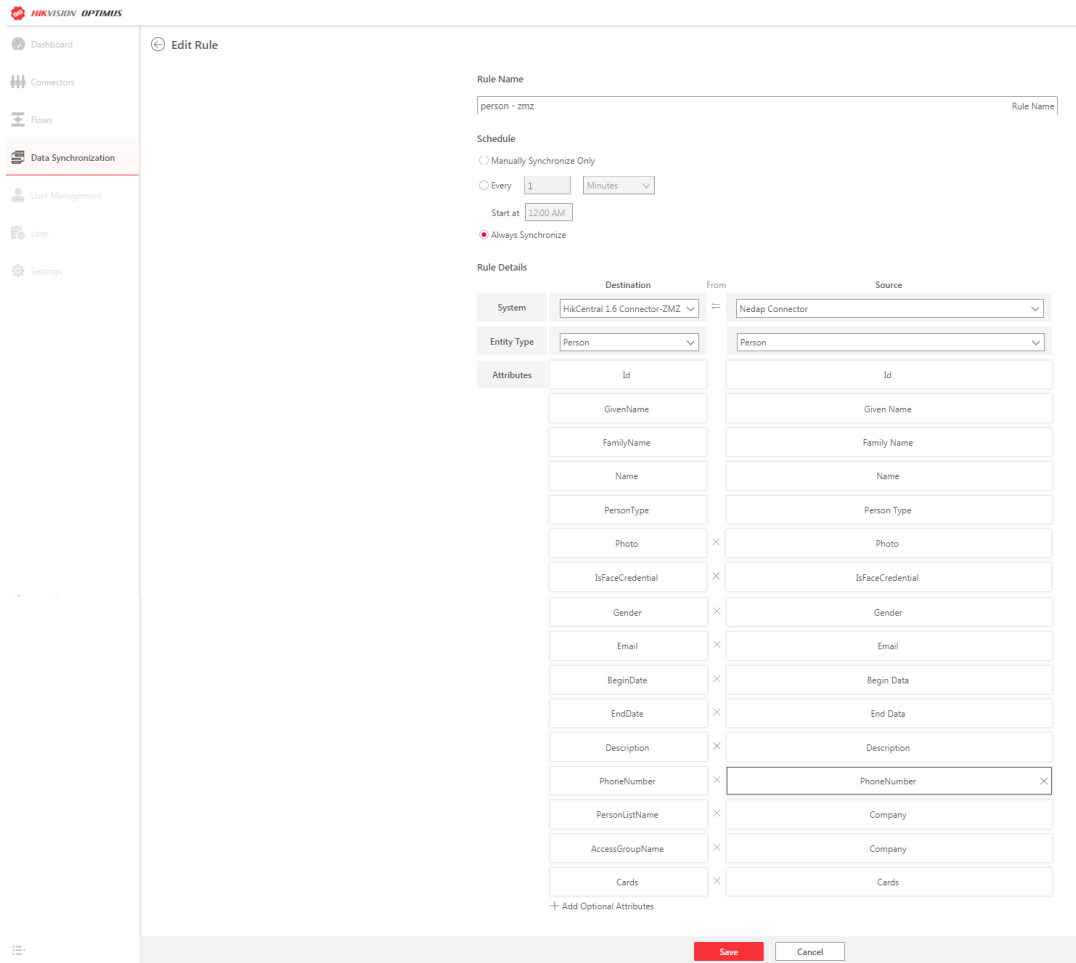 HIKVISION OPTIMUS
Dashboard
Connectors
Flows
Data Synchronization
User Management
Logs
Settings
Edit Rule
Rule Name
person - zmz Rule Name
Schedule
Manually Synchronize Only
Every 1 Minutes
Start at 12:00 AM
Always Synchronize
Rule Details
Destination From Source
System HikCentral 1.6 Connector-ZMZ Nedap Connector
Entity Type Person Person
Attributes Id Id
GivenName Given Name
FamilyName Family Name
Name Name
PersonType Person Type
Photo Photo
IsFaceCredential IsFaceCredential
Gender Gender
Email Email
BeginDate Begin Data
EndDate End Data
Description Description
PhoneNumber PhoneNumber
PersonListName Company
AccessGroupName Company
Cards Cards
+ Add Optional Attributes
Save Cancel